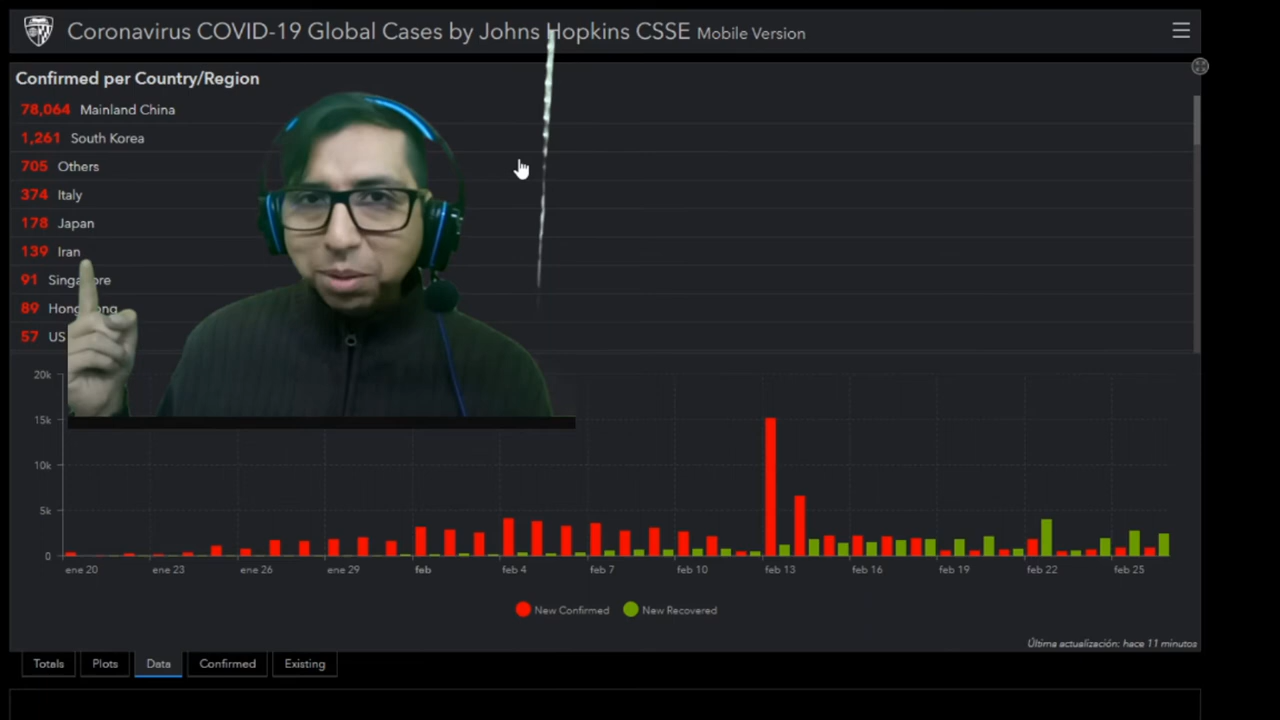 Coronavirus COVID-19 Global Cases by Johns Hopkins CSSE Mobile Version
Confirmed per Country/Region
78,064 Mainland China
1,261 South Korea
705 Others
374 Italy
178 Japan
139 Iran
91 Singapore
89 Hong Kong
57 US
20k
15k
10k
5k
0
ene 20 ene 23 ene 26 ene 29 feb feb 4 feb 7 feb 10 feb 13 feb 16 feb 19 feb 22 feb 25
New Confirmed New Recovered
Última actualización: hace 11 minutos
Totals Plots Data Confirmed Existing